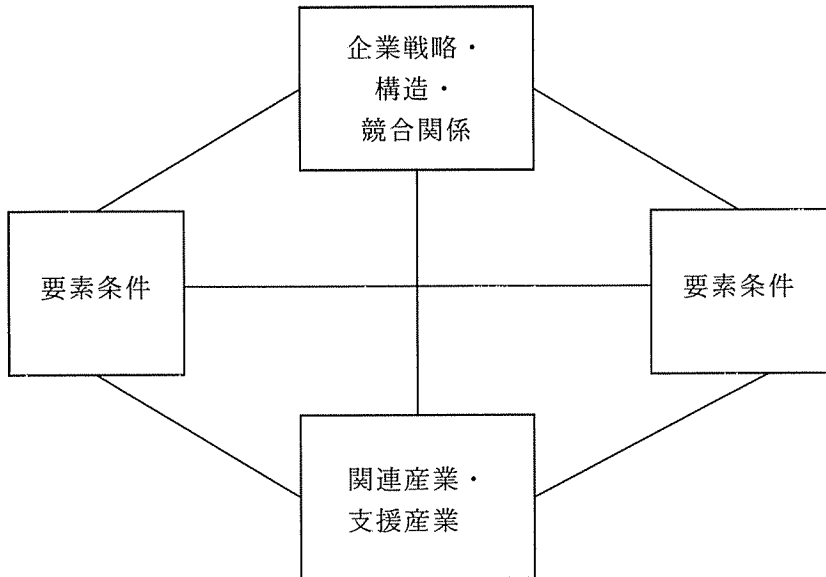 企業戦略・
構造・
競合関係
要素条件
要素条件
関連産業・
支援産業